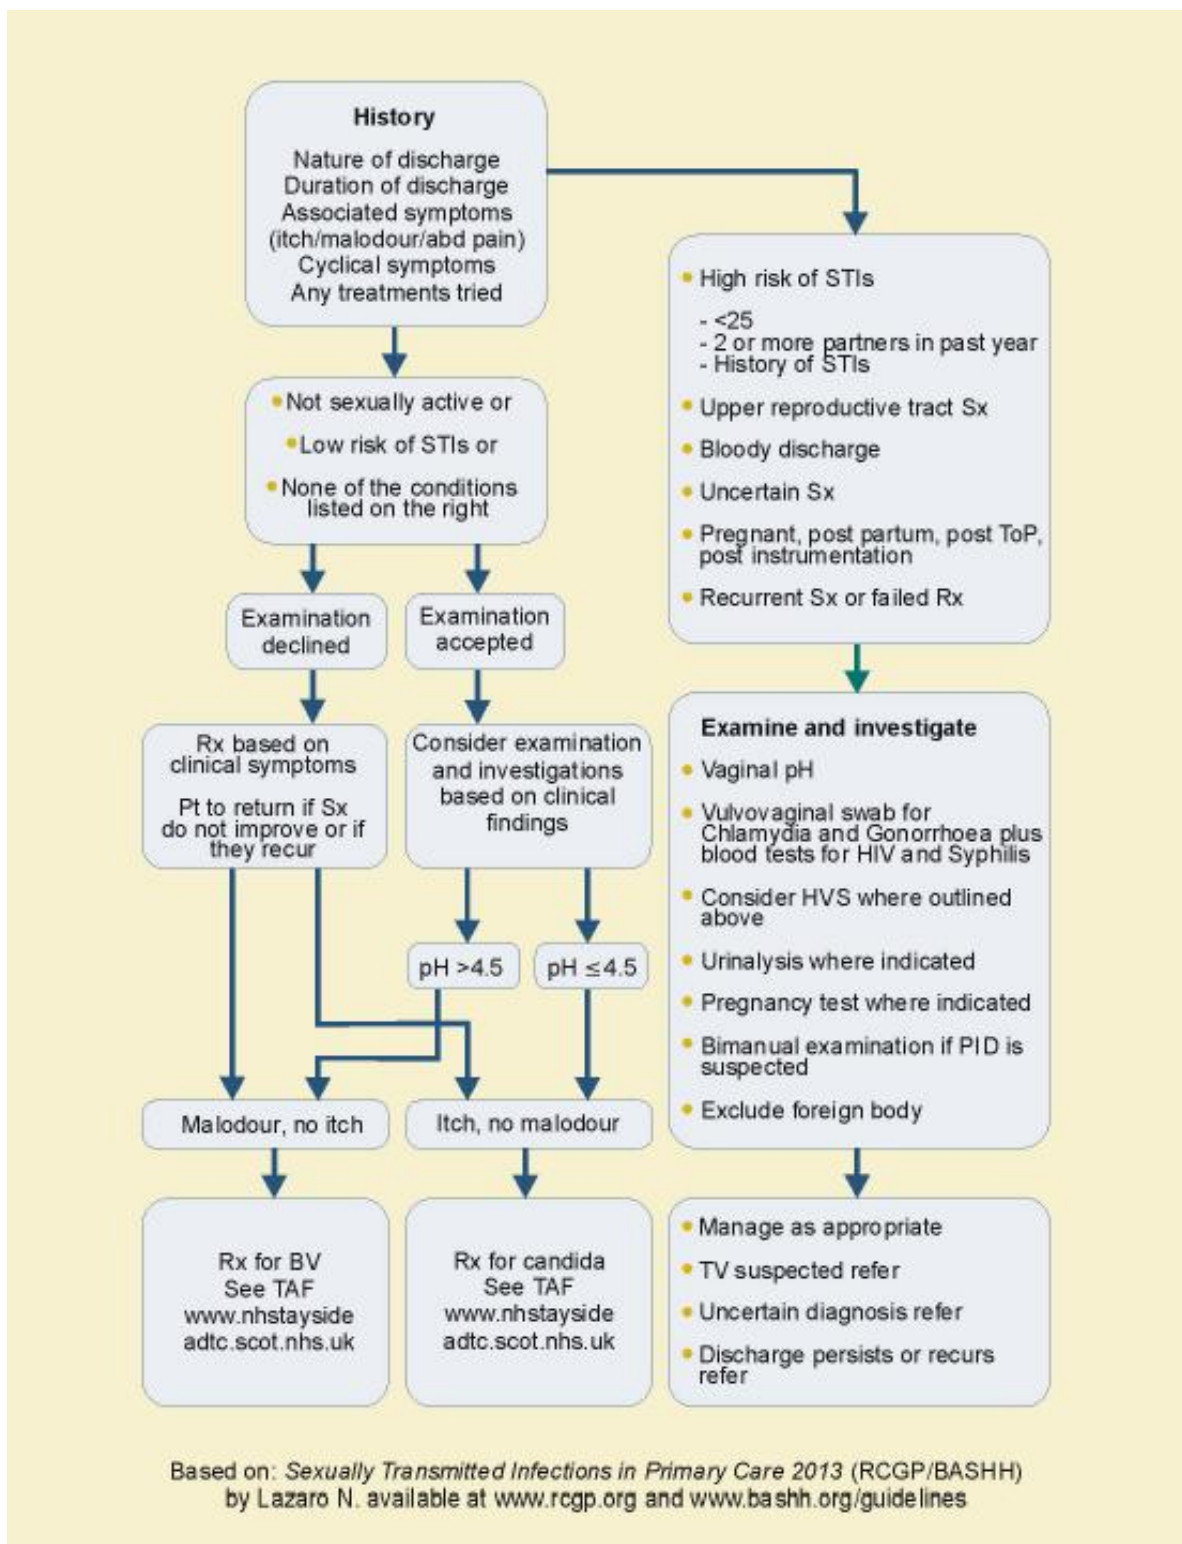 History
Nature of discharge
Duration of discharge
Associated symptoms
(itch/malodour/abd pain)
Cyclical symptoms
Any treatments tried
• Not sexually active or
• Low risk of STIs or
• None of the conditions
listed on the right
Examination
declined
Examination
accepted
Rx based on
clinical symptoms
Pt to return if Sx
do not improve or if
they recur
Consider examination
and investigations
based on clinical
findings
pH >4.5
pH ≤4.5
Malodour, no itch
Itch, no malodour
Rx for BV
See TAF
www.nhstayside
adtc.scot.nhs.uk
Rx for candida
See TAF
www.nhstayside
adtc.scot.nhs.uk
• High risk of STIs
- <25
- 2 or more partners in past year
- History of STIs
• Upper reproductive tract Sx
• Bloody discharge
• Uncertain Sx
• Pregnant, post partum, post ToP,
post instrumentation
• Recurrent Sx or failed Rx
Examine and investigate
• Vaginal pH
• Vulvovaginal swab for
Chlamydia and Gonorrhoea plus
blood tests for HIV and Syphilis
• Consider HVS where outlined
above
• Urinalysis where indicated
• Pregnancy test where indicated
• Bimanual examination if PID is
suspected
• Exclude foreign body
• Manage as appropriate
• TV suspected refer
• Uncertain diagnosis refer
• Discharge persists or recurs
refer
Based on: Sexually Transmitted Infections in Primary Care 2013 (RCGP/BASHH)
by Lazaro N. available at www.rcgp.org and www.bashh.org/guidelines